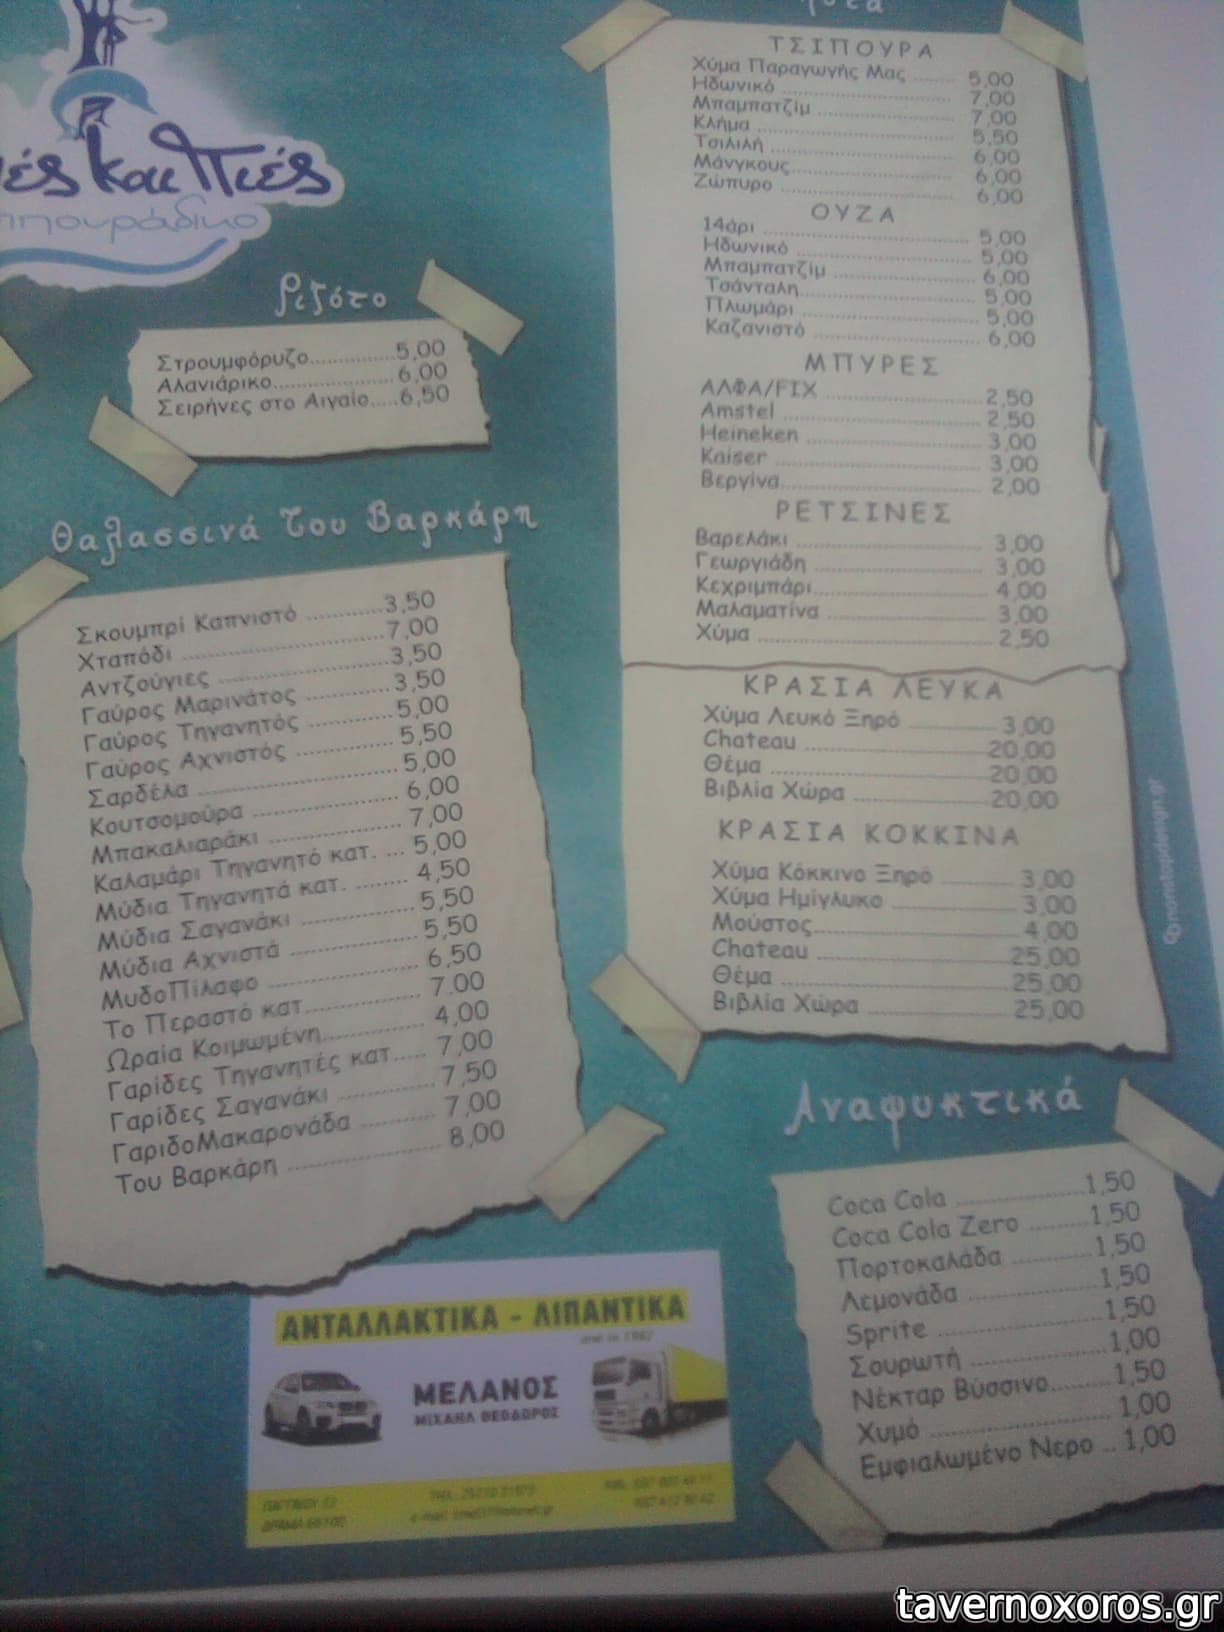 και πιές
Ριζότο
Στρουμφόρυζο..............5,00
Αλανιάρικο....................6,00
Σειρήνες στο Αιγαίο.....6,50
Θαλασσινά του Βαρκάρη
Σκουμπρί Καπνιστό ............3,50
Χταπόδι ................................7,00
Αντζούγιες ..........................3,50
Γαύρος Μαρινάτος ............3,50
Γαύρος Τηγανητός ............5,00
Γαύρος Αχνιστός ..............5,50
Σαρδέλα ............................5,00
Κουτσομούρα ....................6,00
Μπακαλιαράκι ..................7,00
Καλαμάρι Τηγανητό κατ. ... 5,00
Μύδια Τηγανητά κατ. ........ 4,50
Μύδια Σαγανάκι ................5,50
Μύδια Αχνιστά ..................5,50
ΜυδοΠίλαφο ......................6,50
Το Περαστό κατ.................7,00
Ωραία Κοιμωμένη...............4,00
Γαρίδες Τηγανητές κατ..... 7,00
Γαρίδες Σαγανάκι .............7,50
ΓαριδοΜακαρονάδα ...........7,00
Του Βαρκάρη ......................8,00
ΤΣΙΠΟΥΡΑ
Χύμα Παραγωγής Μας ....... 5,00
Ηδωνικό .............................. 7,00
Μπαμπατζίμ ........................ 7,00
Κλήμα .................................. 5,50
Τσιλιλή ................................ 6,00
Μάνγκους............................. 6,00
Ζώπυρο ................................ 6,00
ΟΥΖΑ
14άρι .................................... 5,00
Ηδωνικό ................................ 5,00
Μπαμπατζίμ .......................... 6,00
Τσάνταλη............................... 5,00
Πλωμάρι ................................ 5,00
Καζανιστό ............................. 6,00
ΜΠΥΡΕΣ
ΑΛΦΑ/FIX ..........................2,50
Amstel ................................ 2,50
Heineken ............................. 3,00
Kaiser .................................. 3,00
Βεργίνα................................. 2,00
ΡΕΤΣΙΝΕΣ
Βαρελάκι .............................. 3,00
Γεωργιάδη ............................ 3,00
Κεχριμπάρι........................... 4,00
Μαλαματίνα ......................... 3,00
Χύμα .................................... 2,50
ΚΡΑΣΙΑ ΛΕΥΚΑ
Χύμα Λευκό Ξηρό ............... 3,00
Chateau ..............................20,00
Θέμα ...................................20,00
Βιβλία Χώρα .......................20,00
ΚΡΑΣΙΑ ΚΟΚΚΙΝΑ
Χύμα Κόκκινο Ξηρό ............ 3,00
Χύμα Ημίγλυκο .................... 3,00
Μούστος............................... 4,00
Chateau ..............................25,00
Θέμα ...................................25,00
Βιβλία Χώρα .......................25,00
nonstopdesign.gr
Αναψυκτικά
Coca Cola ....................1,50
Coca Cola Zero .........1,50
Πορτοκαλάδα ............1,50
Λεμονάδα ....................1,50
Sprite .........................1,50
Σουρωτή .....................1,00
Νέκταρ Βύσσινο.........1,50
Χυμό ........................... 1,00
Εμφιαλωμένο Νερο .. 1,00
ΑΝΤΑΛΛΑΚΤΙΚΑ - ΛΙΠΑΝΤΙΚΑ
ΜΕΛΑΝΟΣ
ΜΙΧΑΗΛ ΘΕΟΔΩΡΟΣ
ΔΡΑΜΑ 66100
tavernoxoros.gr